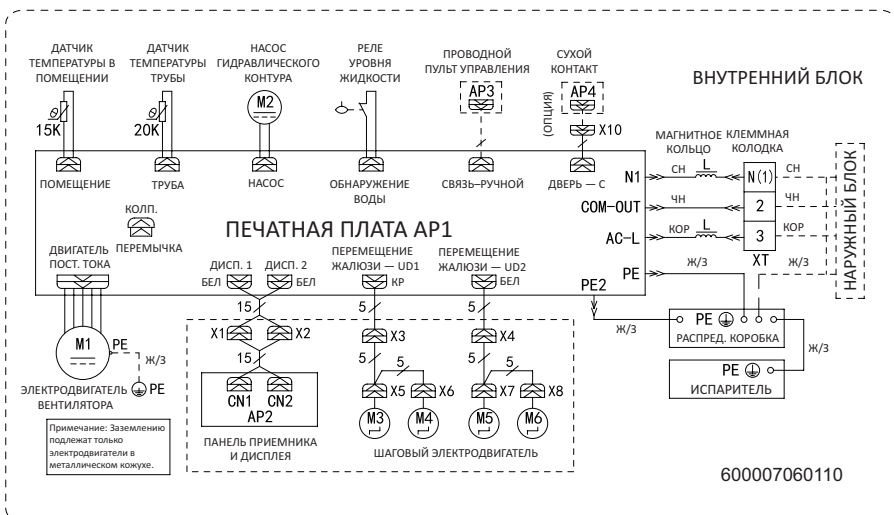 ДАТЧИК
ТЕМПЕРАТУРЫ В
ПОМЕЩЕНИИ
ДАТЧИК
ТЕМПЕРАТУРЫ
ТРУБЫ
НАСОС
ГИДРАВЛИЧЕСКОГО
КОНТУРА
РЕЛЕ
УРОВНЯ
ЖИДКОСТИ
ПРОВОДНОЙ
ПУЛЬТ УПРАВЛЕНИЯ
СУХОЙ
КОНТАКТ
ВНУТРЕННИЙ БЛОК
θ
15K
θ
20K
M2
AP3
(ОПЦИЯ)
AP4
X10
МАГНИТНОЕ
КОЛЬЦО
КЛЕММНАЯ
КОЛОДКА
ПОМЕЩЕНИЕ
ТРУБА
НАСОС
ОБНАРУЖЕНИЕ
ВОДЫ
СВЯЗЬ–РУЧНОЙ
ДВЕРЬ — С
N1
СН
L
N(1)
СН
COM-OUT
ЧН
2
ЧН
AC-L
КОР
L
3
КОР
XT
НАРУЖНЫЙ БЛОК
КОЛП.
ПЕРЕМЫЧКА
ПЕЧАТНАЯ ПЛАТА AP1
PE
Ж/З
Ж/З
PE2
ДВИГАТЕЛЬ
ПОСТ. ТОКА
ДИСП. 1
БЕЛ
ДИСП. 2
БЕЛ
ПЕРЕМЕЩЕНИЕ
ЖАЛЮЗИ — UD1
КР
ПЕРЕМЕЩЕНИЕ
ЖАЛЮЗИ — UD2
БЕЛ
15
5
5
X1
X2
X3
X4
Ж/З
PE
РАСПРЕД. КОРОБКА
Ж/З
M1
PE
Ж/З
PE
15
5
5
5
5
CN1
CN2
AP2
X5
X6
X7
X8
PE
ИСПАРИТЕЛЬ
M3
M4
M5
M6
ЭЛЕКТРОДВИГАТЕЛЬ
ВЕНТИЛЯТОРА
ПАНЕЛЬ ПРИЕМНИКА
И ДИСПЛЕЯ
ШАГОВЫЙ ЭЛЕКТРОДВИГАТЕЛЬ
Примечание: Заземлению
подлежат только
электродвигатели в
металлическом кожухе.
600007060110